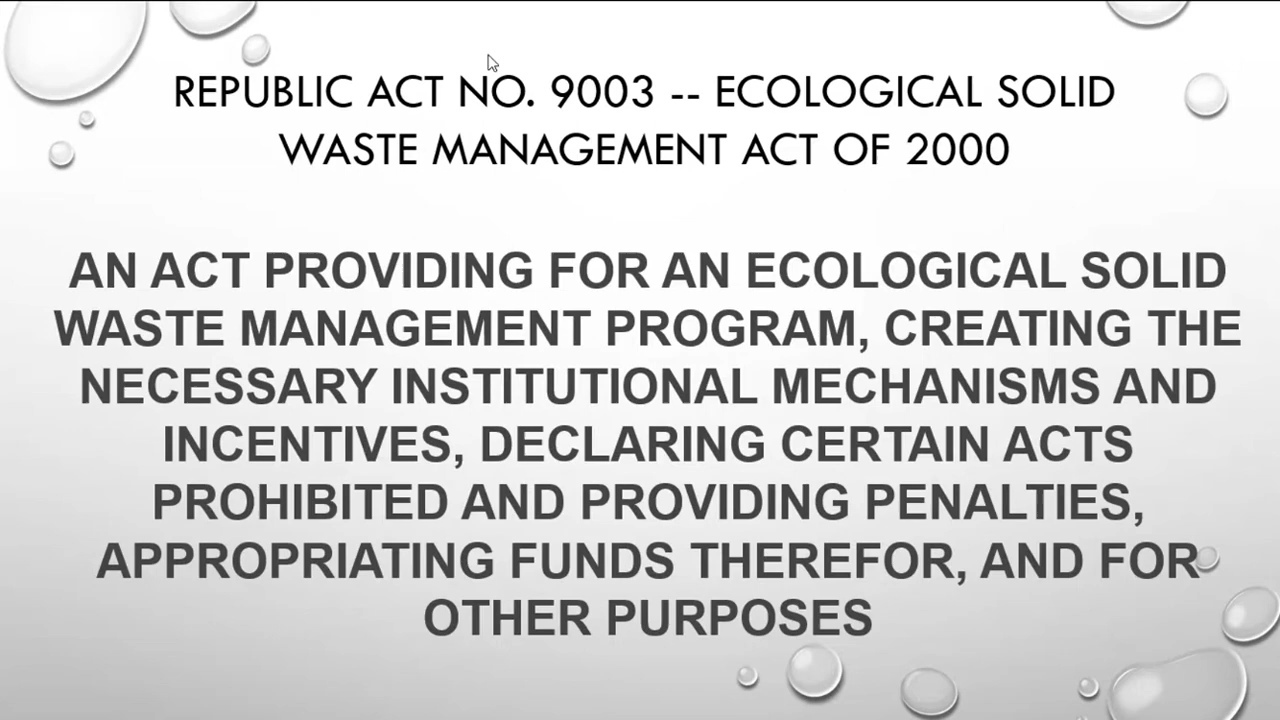 REPUBLIC ACT NO. 9003 -- ECOLOGICAL SOLID
WASTE MANAGEMENT ACT OF 2000
AN ACT PROVIDING FOR AN ECOLOGICAL SOLID
WASTE MANAGEMENT PROGRAM, CREATING THE
NECESSARY INSTITUTIONAL MECHANISMS AND
INCENTIVES, DECLARING CERTAIN ACTS
PROHIBITED AND PROVIDING PENALTIES,
APPROPRIATING FUNDS THEREFOR, AND FOR
OTHER PURPOSES